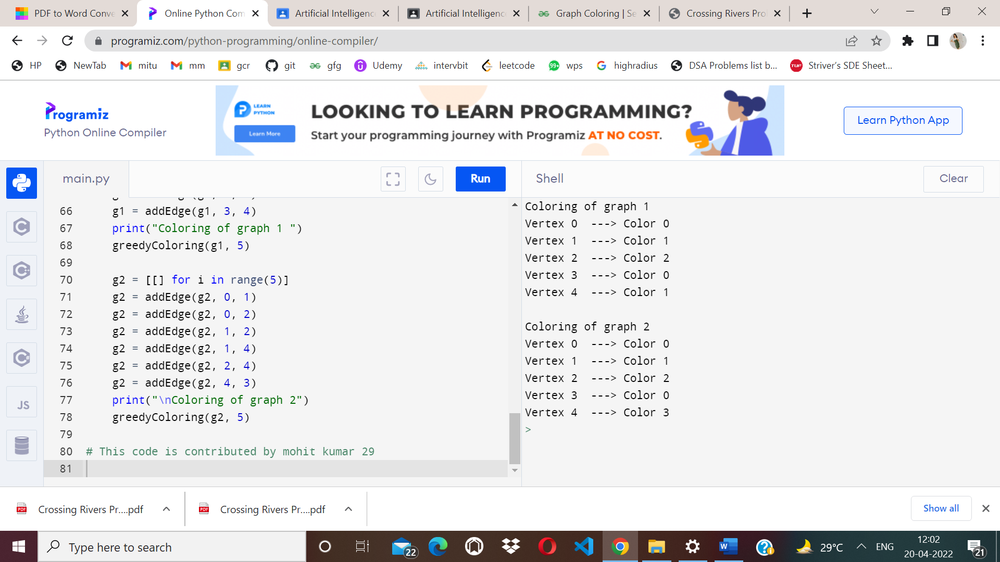 PDF to Word Conve
Online Python Com
Artificial Intelligenc
Artificial Intelligenc
Graph Coloring | Se
Crossing Rivers Pro
programiz.com/python-programming/online-compiler/
HP
NewTab
mitu
mm
gcr
git
gfg
Udemy
intervbit
leetcode
99+
wps
highradius
DSA Problems list b...
TUF
Striver's SDE Sheet...
Programiz
Python Online Compiler
LEARN
PYTHON
Learn More
LOOKING TO LEARN PROGRAMMING?
Start your programming journey with Programiz AT NO COST.
Learn Python App
main.py
Run
Shell
Clear
66 g1 = addEdge(g1, 3, 4)
67 print("Coloring of graph 1 ")
68 greedyColoring(g1, 5)
69
70 g2 = [[] for i in range(5)]
71 g2 = addEdge(g2, 0, 1)
72 g2 = addEdge(g2, 0, 2)
73 g2 = addEdge(g2, 1, 2)
74 g2 = addEdge(g2, 1, 4)
75 g2 = addEdge(g2, 2, 4)
76 g2 = addEdge(g2, 4, 3)
77 print("\nColoring of graph 2")
78 greedyColoring(g2, 5)
79
80 # This code is contributed by mohit kumar 29
81
Coloring of graph 1
Vertex 0 ---> Color 0
Vertex 1 ---> Color 1
Vertex 2 ---> Color 2
Vertex 3 ---> Color 0
Vertex 4 ---> Color 1
Coloring of graph 2
Vertex 0 ---> Color 0
Vertex 1 ---> Color 1
Vertex 2 ---> Color 2
Vertex 3 ---> Color 0
Vertex 4 ---> Color 3
>
C
C++
C#
JS
PDF
Crossing Rivers Pr....pdf
PDF
Crossing Rivers Pr....pdf
Show all
Type here to search
22
W
29°C
ENG
12:02
20-04-2022
21